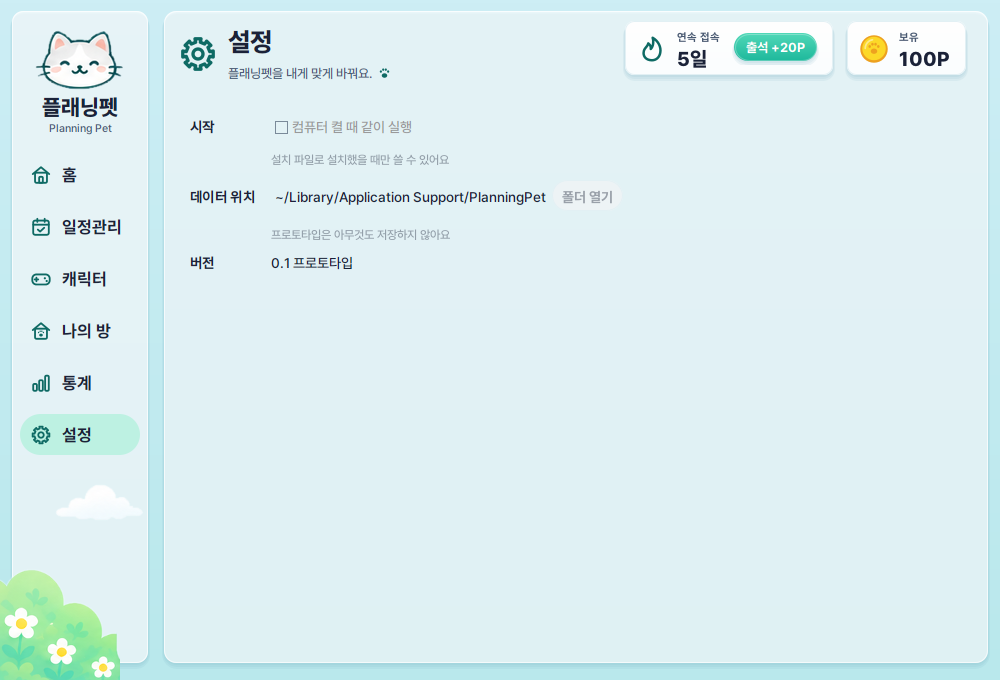 플래닝펫
Planning Pet
홈
일정관리
캐릭터
나의 방
통계
설정
설정
플래닝펫을 내게 맞게 바꿔요.
연속 접속
5일
출석 +20P
보유
100P
시작
컴퓨터 켤 때 같이 실행
설치 파일로 설치했을 때만 쓸 수 있어요
데이터 위치 ~/Library/Application Support/PlanningPet 폴더 열기
프로토타입은 아무것도 저장하지 않아요
버전
0.1 프로토타입